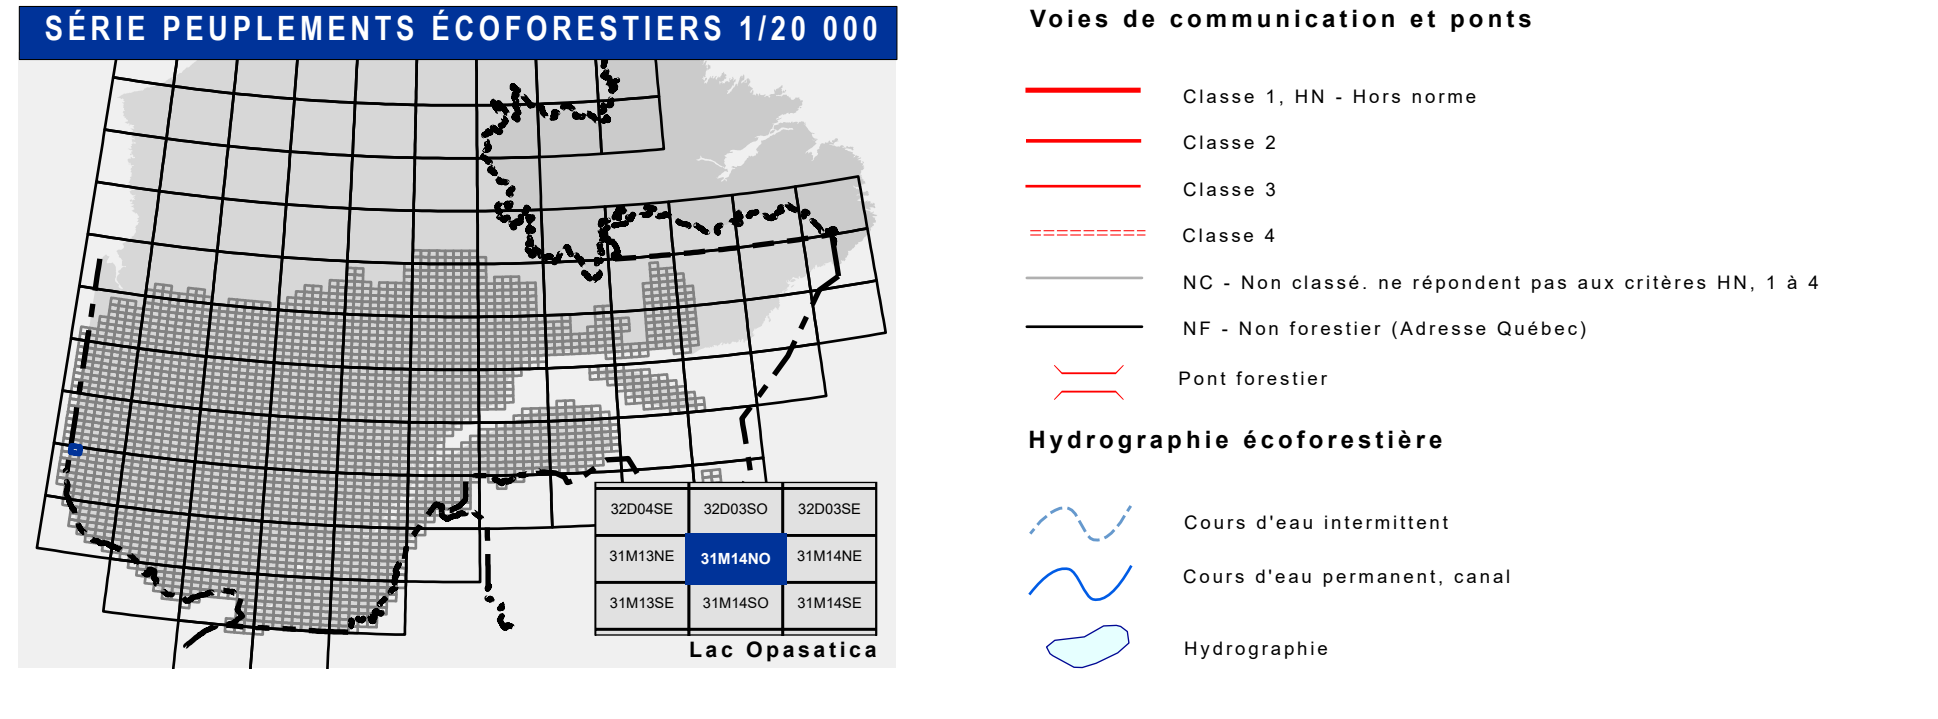 SÉRIE PEUPLEMENTS ÉCOFORESTIERS 1/20 000
32D04SE 32D03SO 32D03SE
31M13NE 31M14NO 31M14NE
31M13SE 31M14SO 31M14SE
Lac Opasatica
Voies de communication et ponts
Classe 1, HN - Hors norme
Classe 2
Classe 3
Classe 4
NC - Non classé. ne répondent pas aux critères HN, 1 à 4
NF - Non forestier (Adresse Québec)
Pont forestier
Hydrographie écoforestière
Cours d'eau intermittent
Cours d'eau permanent, canal
Hydrographie